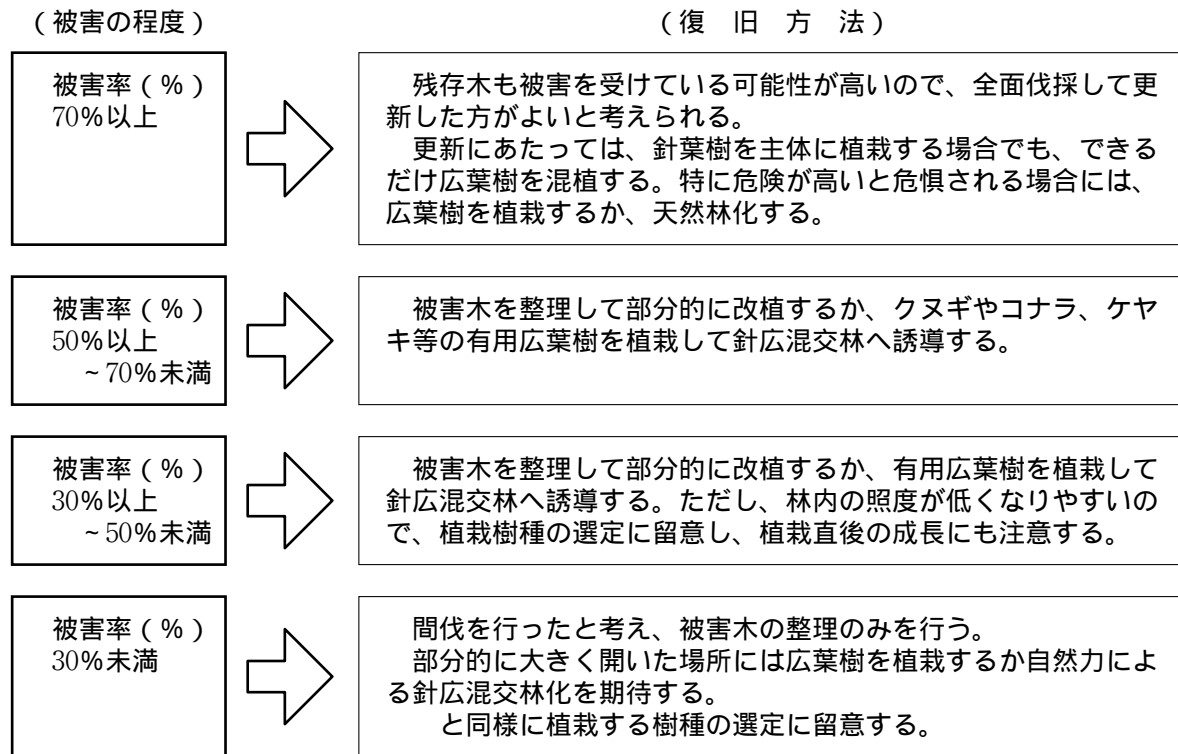 (被害の程度)
(復 旧 方 法)
被害率(%)
70%以上
残存木も被害を受けている可能性が高いので、全面伐採して更
新した方がよいと考えられる。
更新にあたっては、針葉樹を主体に植栽する場合でも、できる
だけ広葉樹を混植する。特に危険が高いと危惧される場合には、
広葉樹を植栽するか、天然林化する。
被害率(%)
50%以上
~70%未満
被害木を整理して部分的に改植するか、クヌギやコナラ、ケヤ
キ等の有用広葉樹を植栽して針広混交林へ誘導する。
被害率(%)
30%以上
~50%未満
被害木を整理して部分的に改植するか、有用広葉樹を植栽して
針広混交林へ誘導する。ただし、林内の照度が低くなりやすいの
で、植栽樹種の選定に留意し、植栽直後の成長にも注意する。
被害率(%)
30%未満
間伐を行ったと考え、被害木の整理のみを行う。
部分的に大きく開いた場所には広葉樹を植栽するか自然力によ
る針広混交林化を期待する。
と同様に植栽する樹種の選定に留意する。